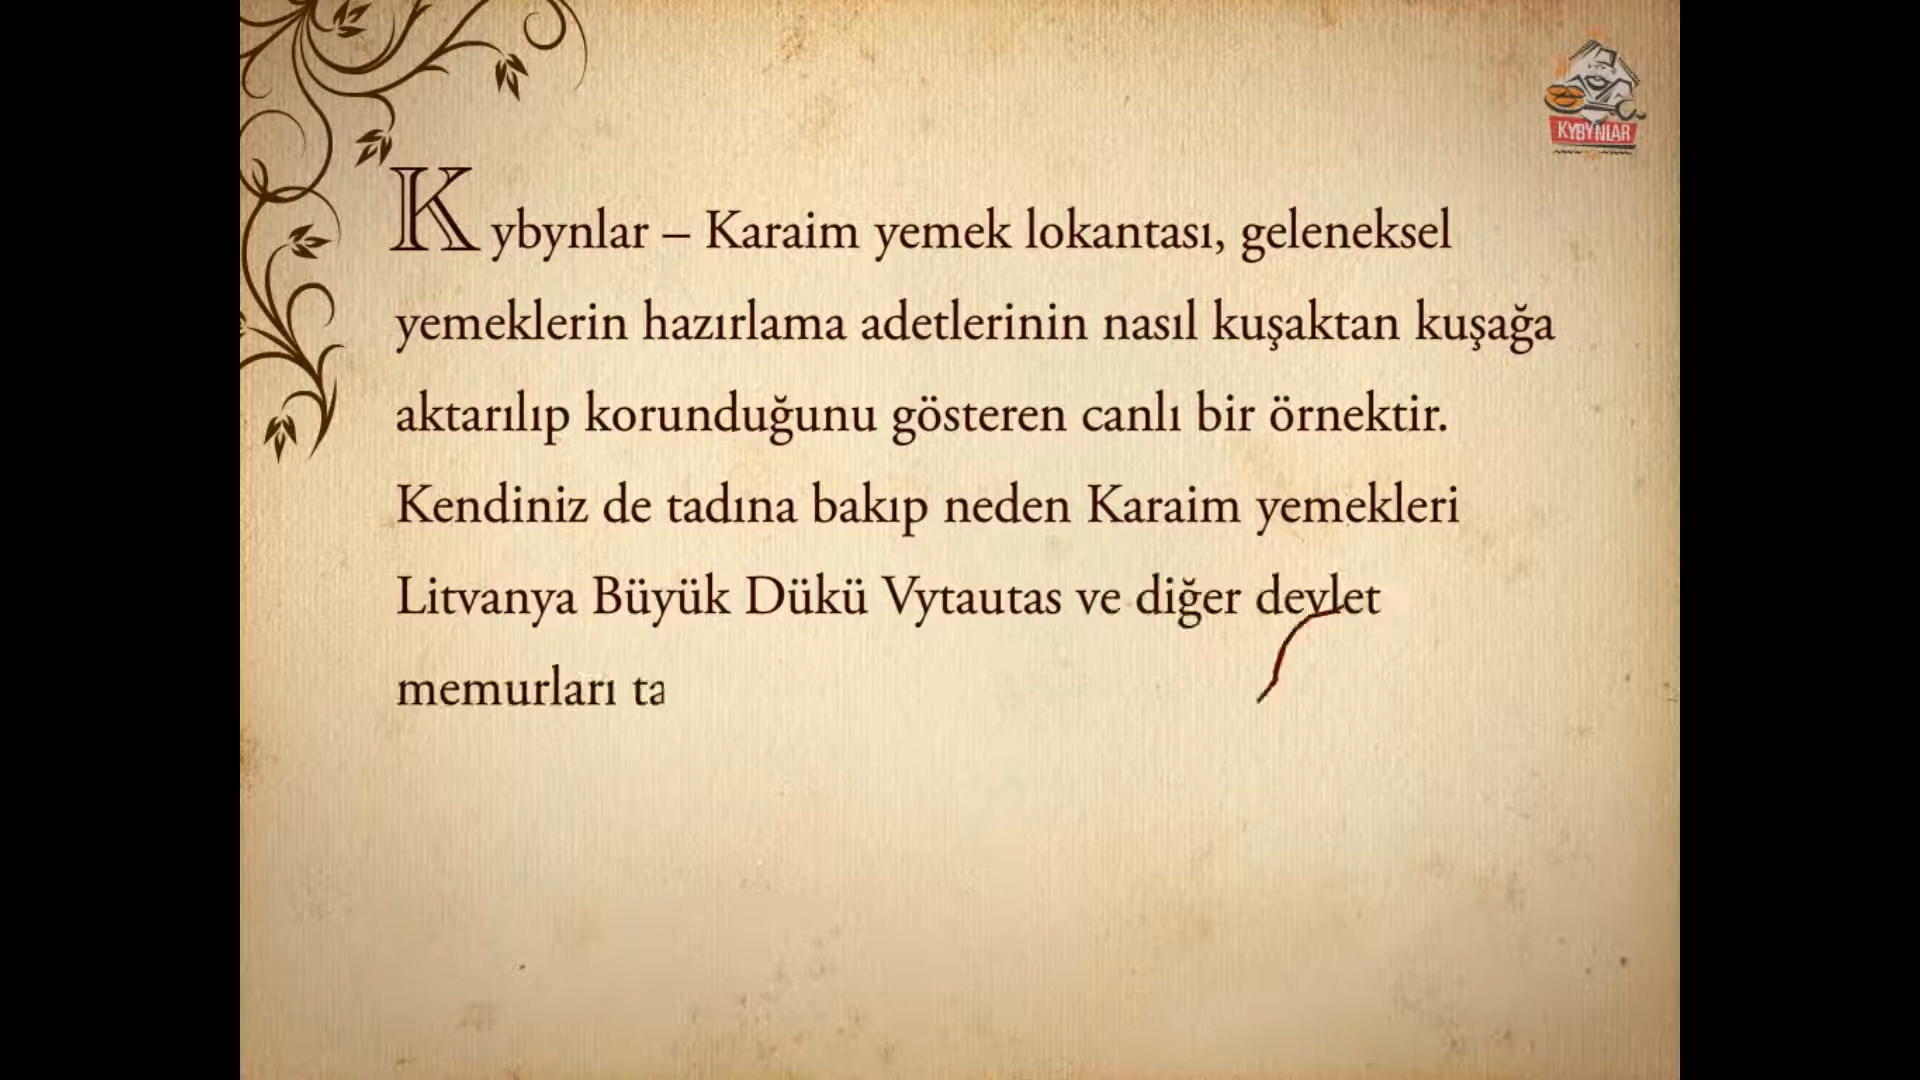 KYBYNLAR
Kybynlar – Karaim yemek lokantası, geleneksel
yemeklerin hazırlama adetlerinin nasıl kuşaktan kuşağa
aktarılıp korunduğunu gösteren canlı bir örnektir.
Kendiniz de tadına bakıp neden Karaim yemekleri
Litvanya Büyük Dükü Vytautas ve diğer devlet
memurları ta